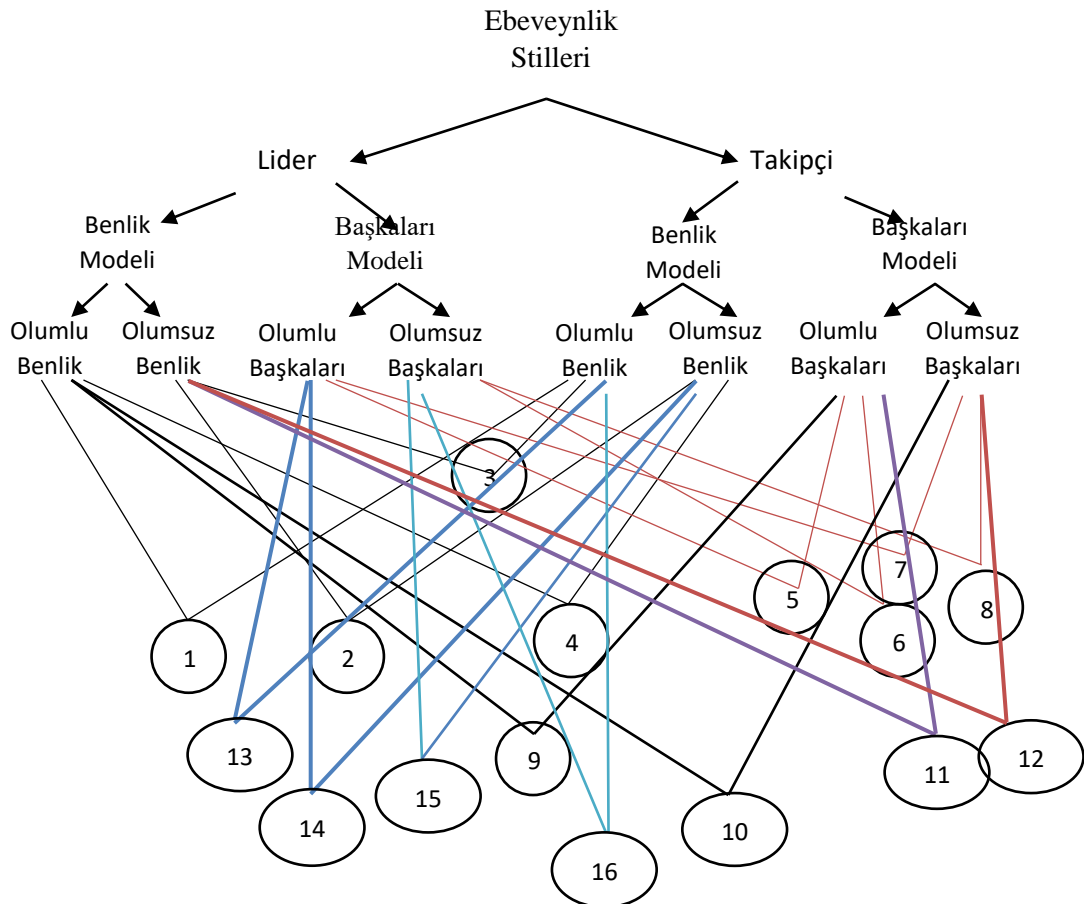 Ebeveynlik
Stilleri
Lider
Takipçi
Benlik
Modeli
Başkaları
Modeli
Benlik
Modeli
Başkaları
Modeli
Olumlu
Benlik
Olumsuz
Benlik
Olumlu
Başkaları
Olumsuz
Başkaları
Olumlu
Benlik
Olumsuz
Benlik
Olumlu
Başkaları
Olumsuz
Başkaları
3
7
5
8
1
2
4
6
13
9
11
12
15
14
10
16